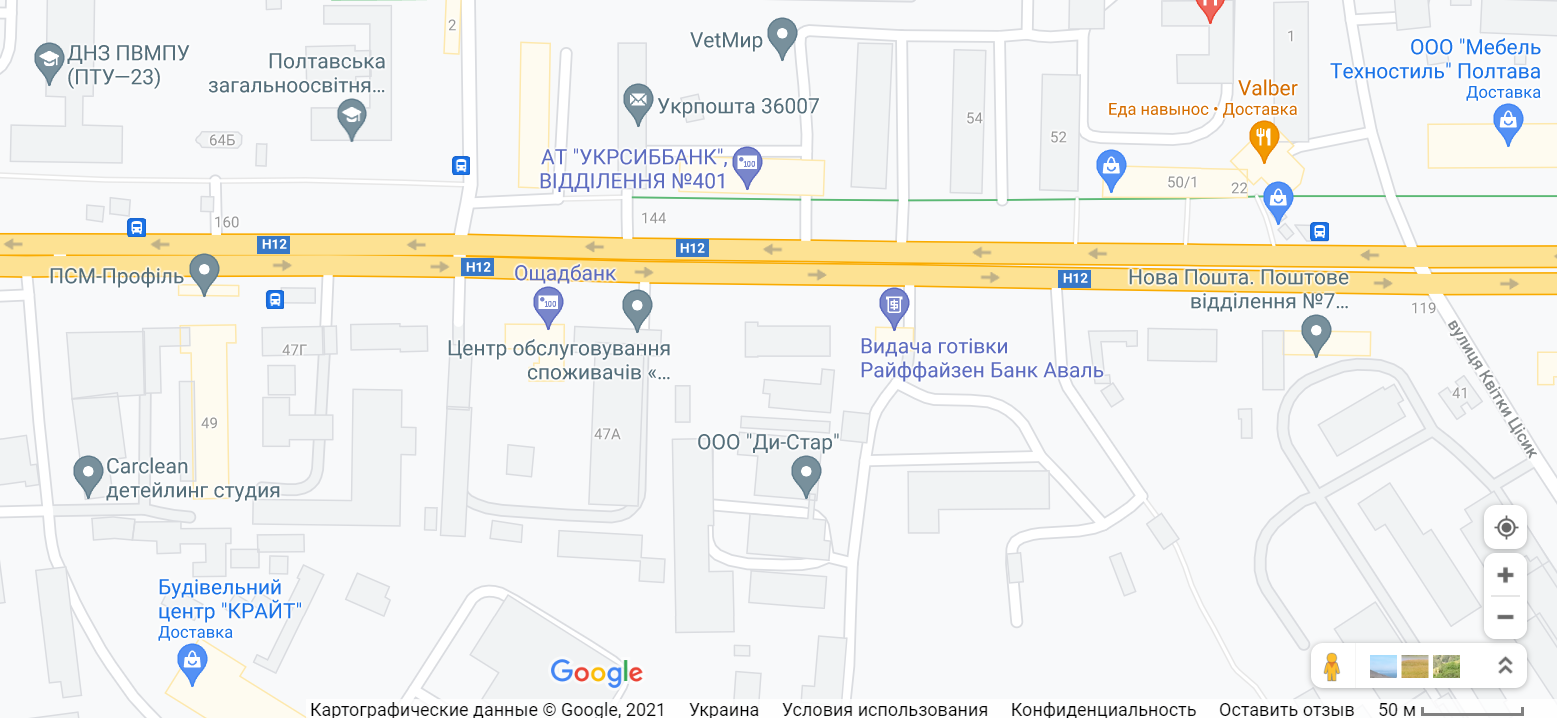 2
1
ДНЗ ПВМПУ
(ПТУ—23)
Полтавська
загальноосвітня...
VetМир
Укрпошта 36007
ООО "Мебель
Техностиль" Полтава
Доставка
Valber
Еда навынос • Доставка
64Б
54
52
АТ "УКРСИББАНК",
ВІДДІЛЕННЯ №401
50/1
22
160
144
H12
H12
H12
H12
ПСМ-Профіль
Ощадбанк
Нова Пошта. Поштове
відділення №7...
119
вулиця Квітки Цісик
47Г
Центр обслуговування
споживачів «...
Видача готівки
Райффайзен Банк Аваль
41
49
47А
ООО "Ди-Стар"
Carclean
детейлинг студия
Будівельний
центр "КРАЙТ"
Доставка
Google
Картографические данные © Google, 2021 Украина Условия использования Конфиденциальность Оставить отзыв 50 м